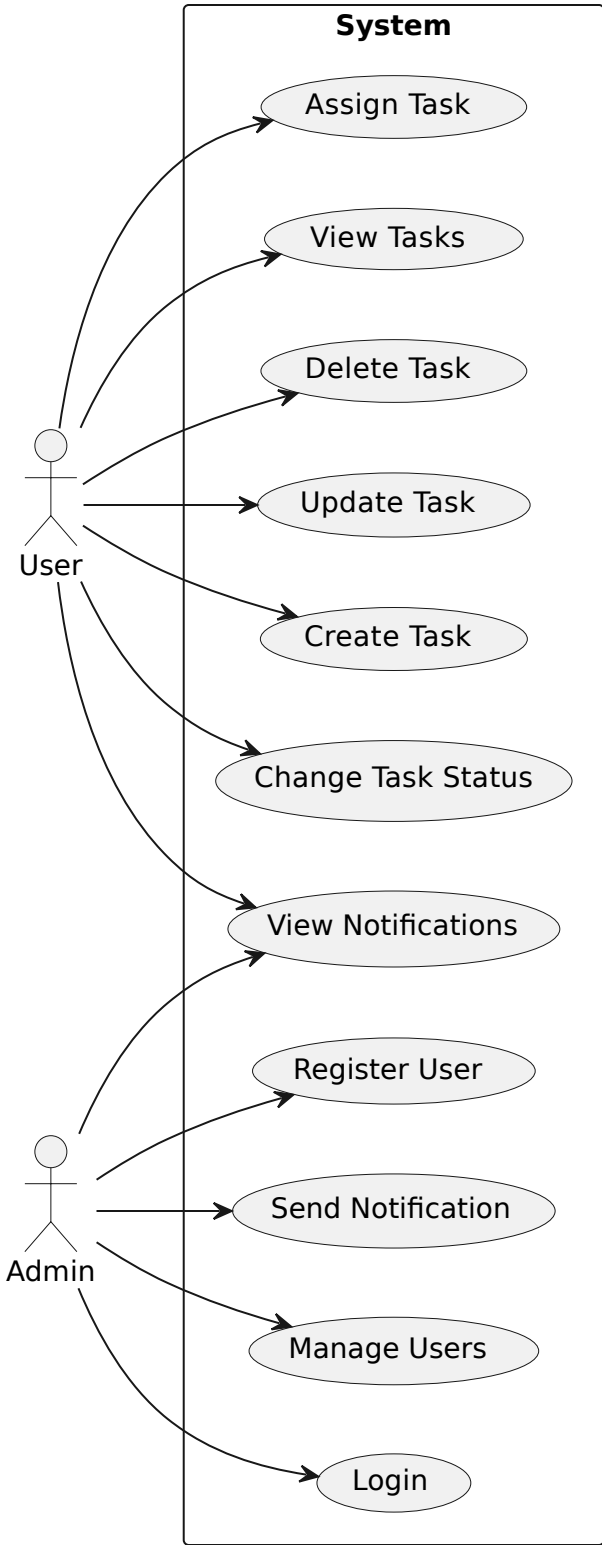 System
Assign Task
View Tasks
Delete Task
Update Task
User
Create Task
Change Task Status
View Notifications
Register User
Send Notification
Admin
Manage Users
Login